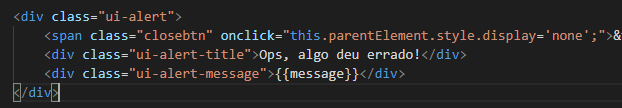 <div class="ui-alert">
<span class="closebtn" onclick="this.parentElement.style.display='none';">&
<div class="ui-alert-title">Ops, algo deu errado!</div>
<div class="ui-alert-message">{{message}}</div>
</div>